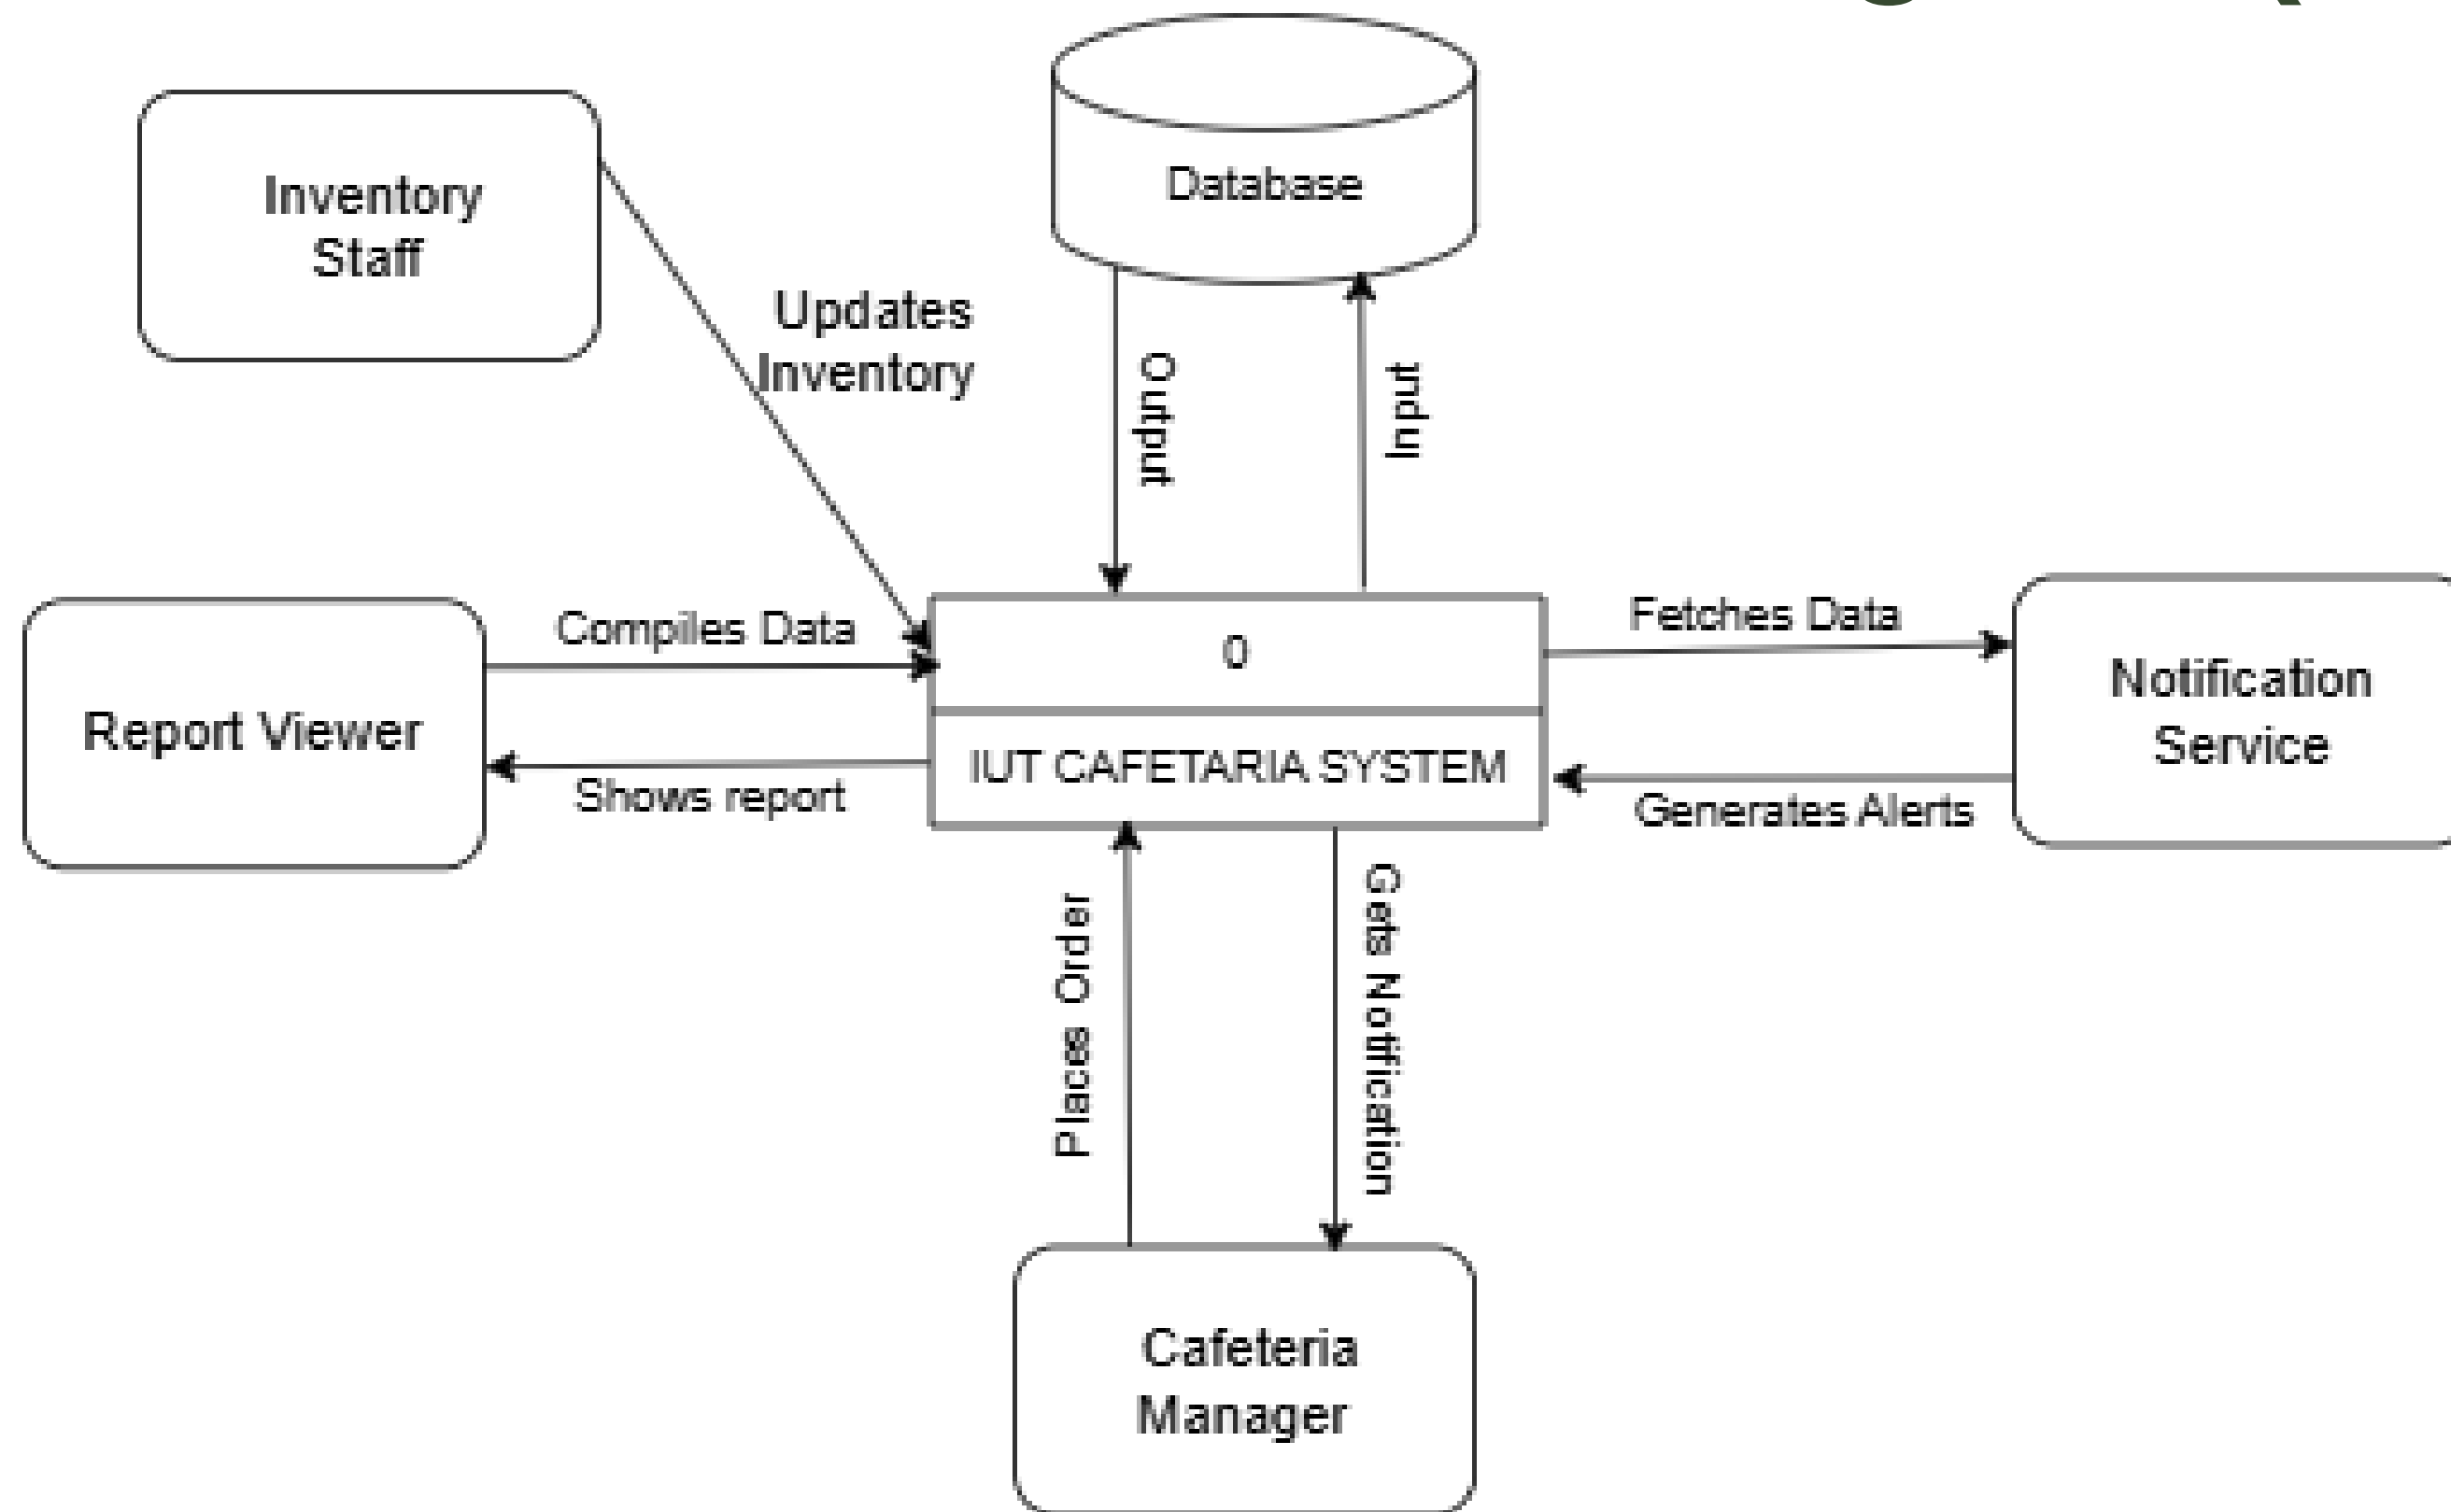 Database
Inventory
Staff
Updates
Inventory
Output
Input
Compiles Data
0
Fetches Data
Report Viewer
IUT CAFETARIA SYSTEM
Notification
Service
Shows report
Generates Alerts
Places Order
Gets Notification
Cafeteria
Manager